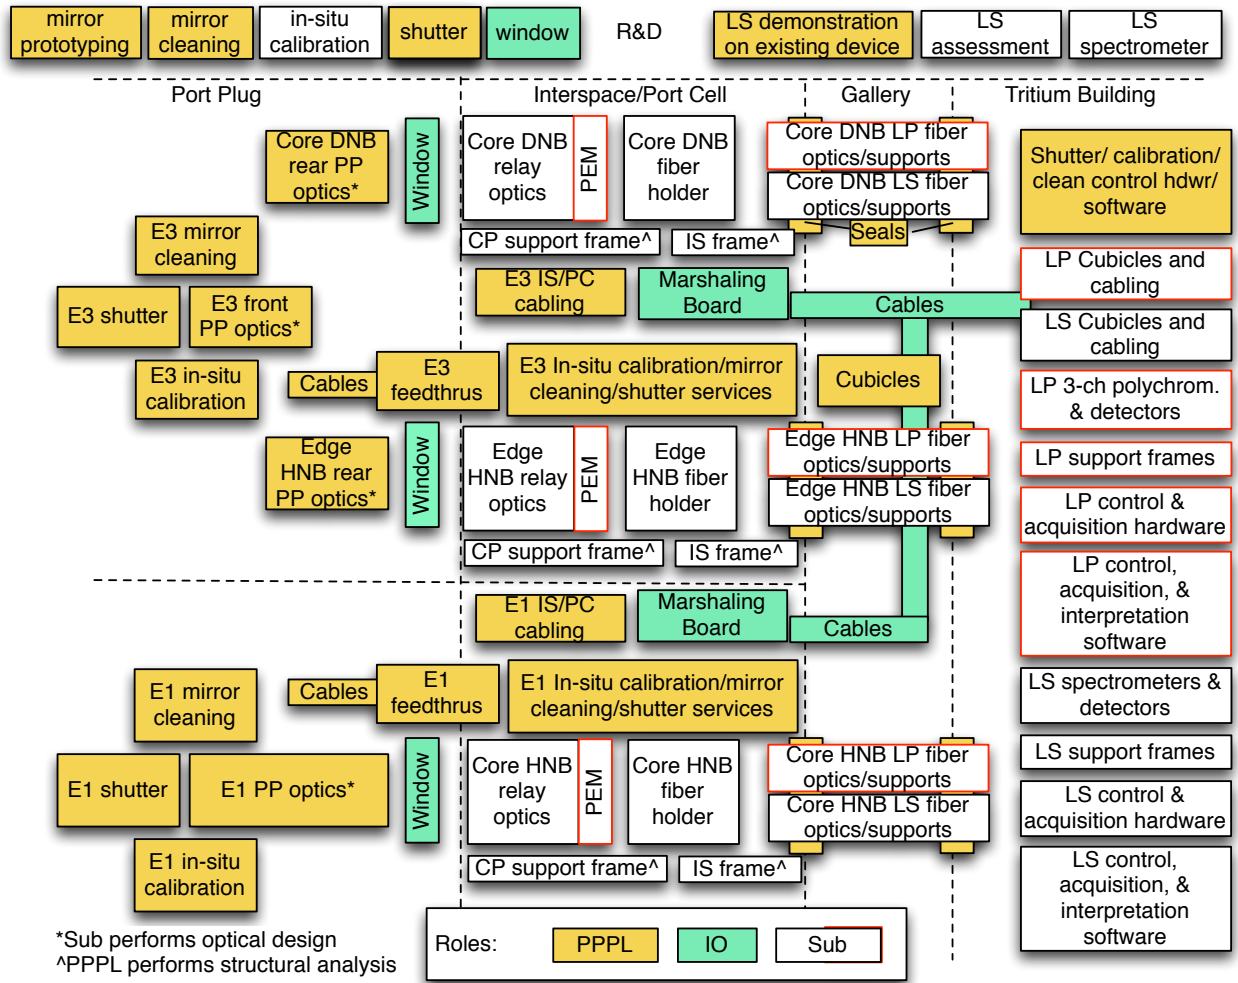 mirror
prototyping
mirror
cleaning
in-situ
calibration
shutter
window
R&D
LS demonstration
on existing device
LS
assessment
LS
spectrometer
Port Plug
Interspace/Port Cell
Gallery
Tritium Building
Core DNB
rear PP
optics*
Window
Core DNB
relay
optics
PEM
Core DNB
fiber
holder
Core DNB LP fiber
optics/supports
Core DNB LS fiber
optics/supports
Seals
Shutter/ calibration/
clean control hdwr/
software
E3 mirror
cleaning
CP support frame^
IS frame^
E3 shutter
E3 front
PP optics*
E3 IS/PC
cabling
Marshaling
Board
Cables
LP Cubicles and
cabling
LS Cubicles and
cabling
E3 in-situ
calibration
Cables
E3
feedthrus
E3 In-situ calibration/mirror
cleaning/shutter services
Cubicles
LP 3-ch polychrom.
& detectors
Edge
HNB rear
PP optics*
Window
Edge
HNB relay
optics
PEM
Edge
HNB fiber
holder
Edge HNB LP fiber
optics/supports
Edge HNB LS fiber
optics/supports
LP support frames
LP control &
acquisition hardware
CP support frame^
IS frame^
LP control,
acquisition, &
interpretation
software
E1 IS/PC
cabling
Marshaling
Board
Cables
E1 mirror
cleaning
Cables
E1
feedthrus
E1 In-situ calibration/mirror
cleaning/shutter services
LS spectrometers &
detectors
E1 shutter
E1 PP optics*
Window
Core HNB
relay
optics
PEM
Core HNB
fiber
holder
Core HNB LP fiber
optics/supports
Core HNB LS fiber
optics/supports
LS support frames
LS control &
acquisition hardware
E1 in-situ
calibration
CP support frame^
IS frame^
LS control,
acquisition, &
interpretation
software
*Sub performs optical design
^PPPL performs structural analysis
Roles:
PPPL
IO
Sub